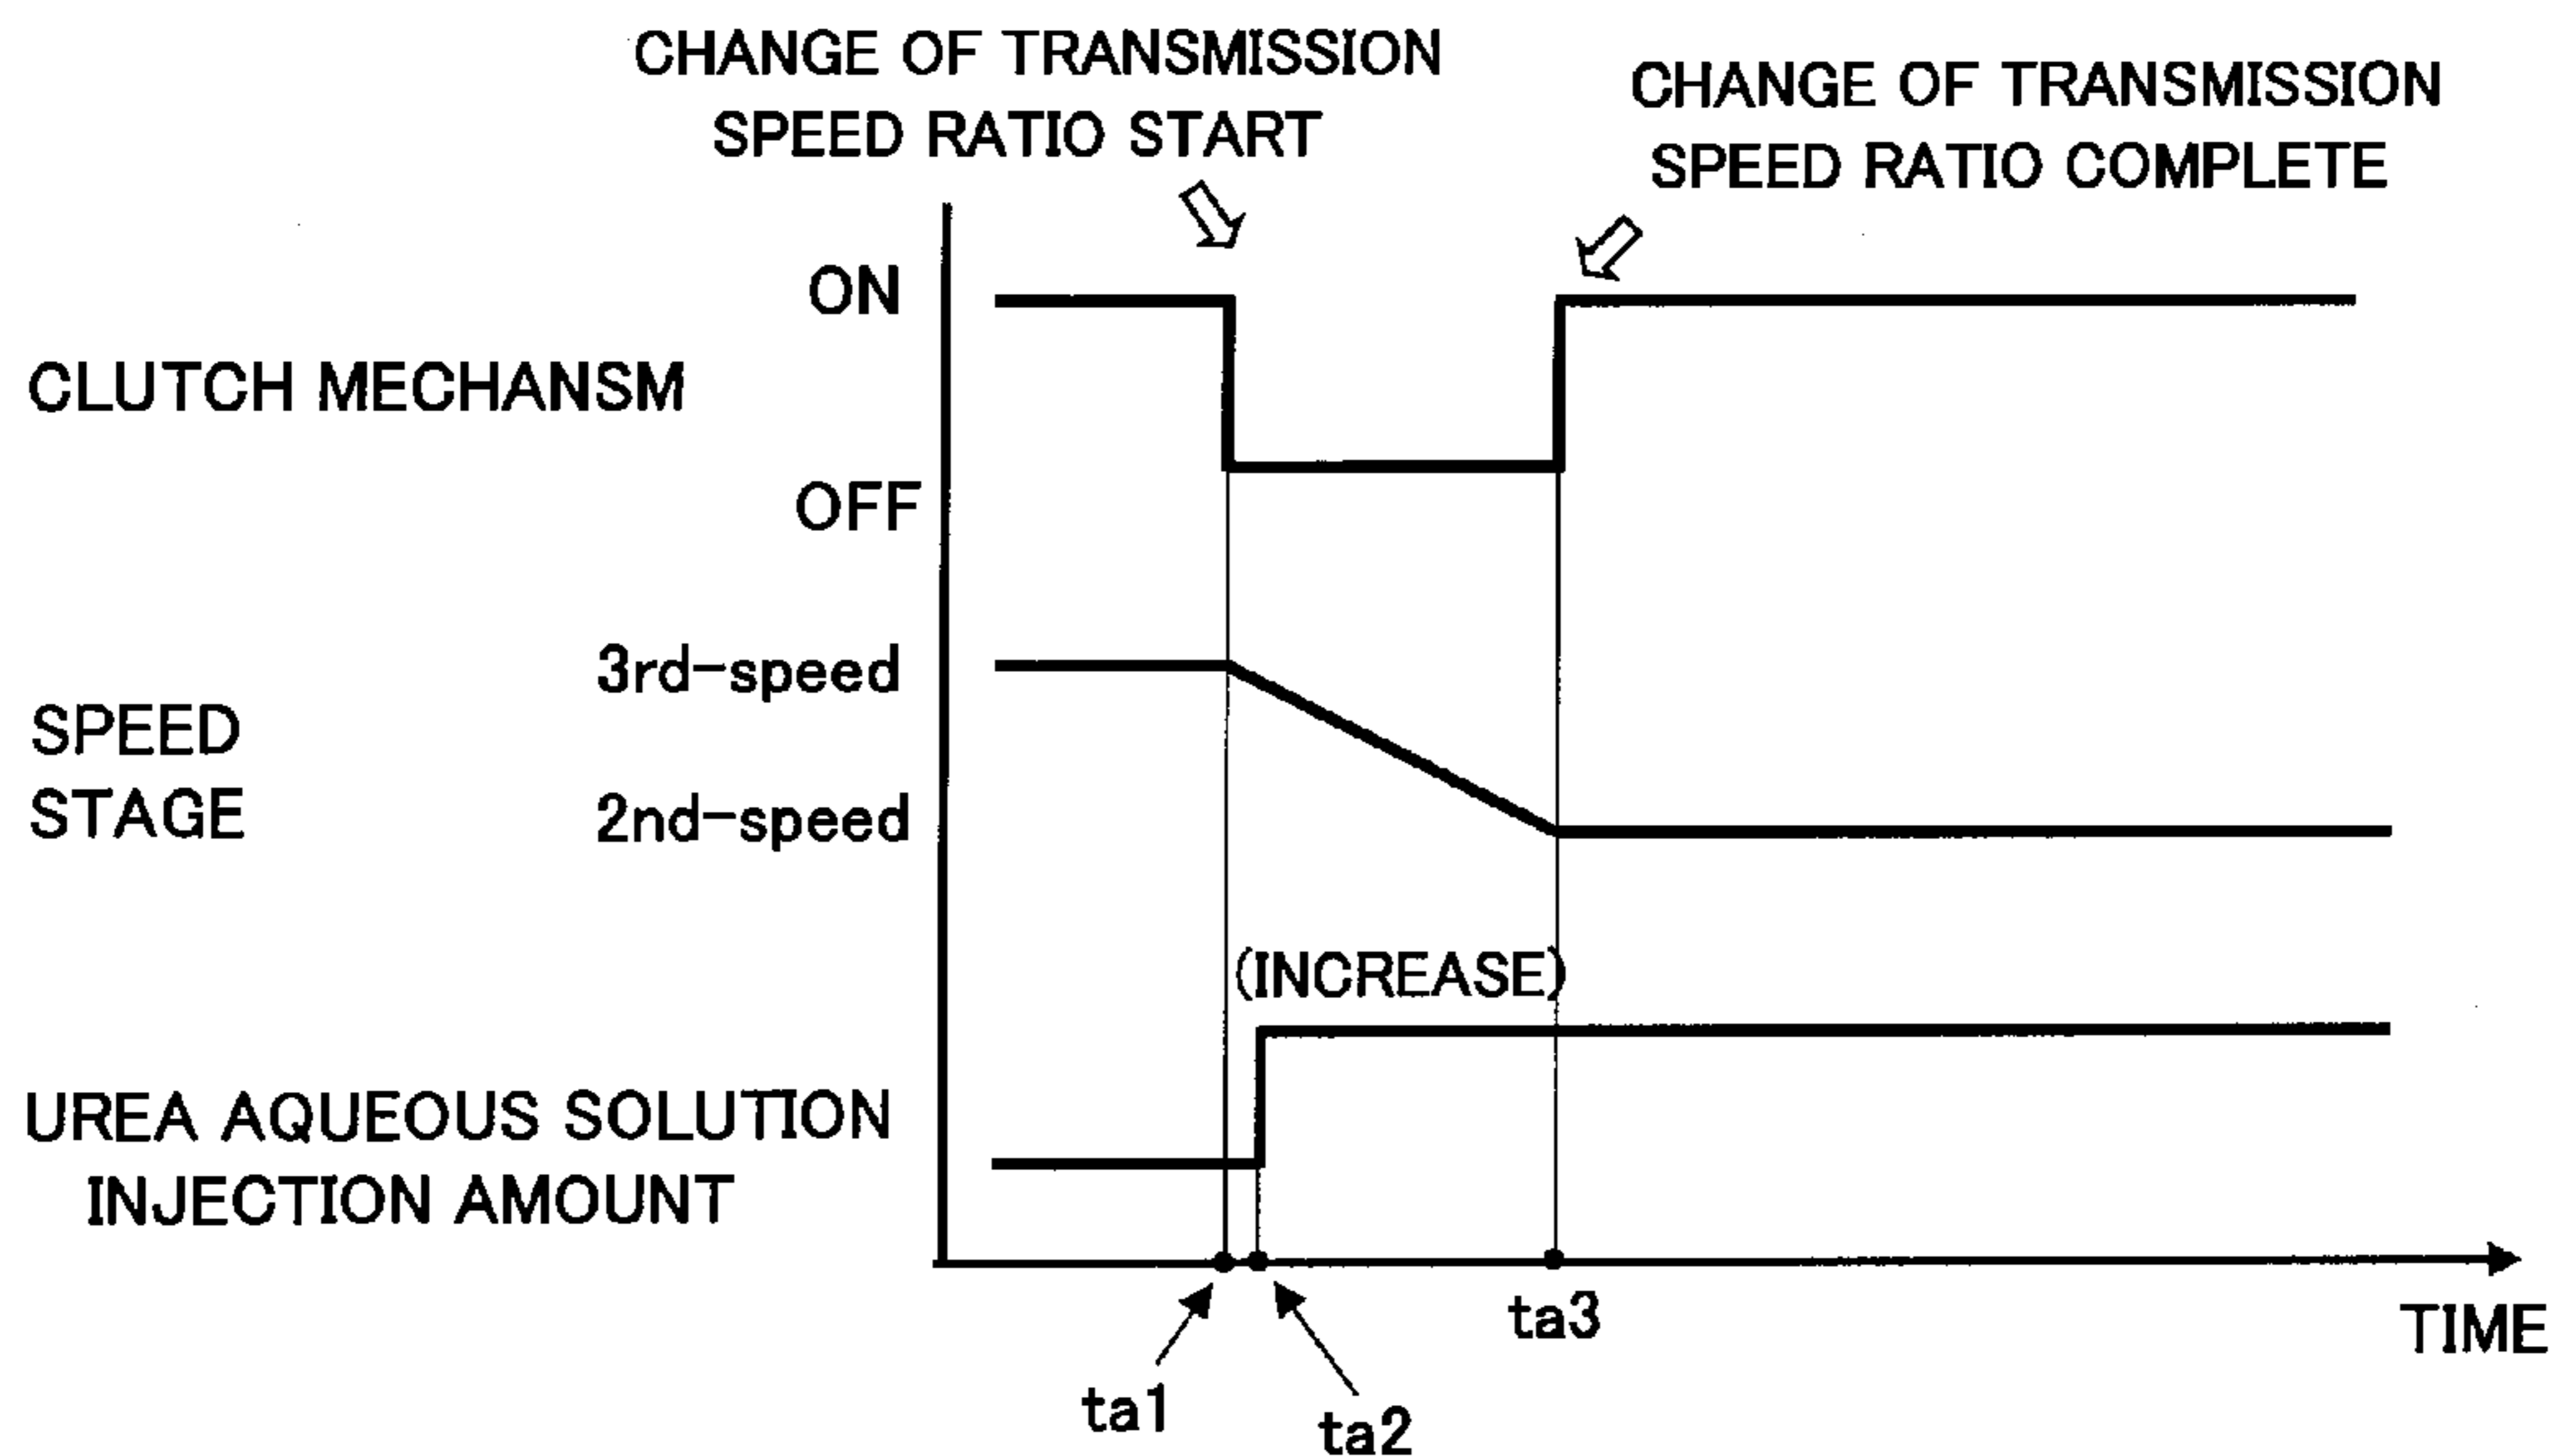 CHANGE OF TRANSMISSION
SPEED RATIO START
CHANGE OF TRANSMISSION
SPEED RATIO COMPLETE
ON
CLUTCH MECHANSM
OFF
3rd-speed
SPEED
STAGE
2nd-speed
(INCREASE)
UREA AQUEOUS SOLUTION
INJECTION AMOUNT
ta1
ta2
ta3
TIME